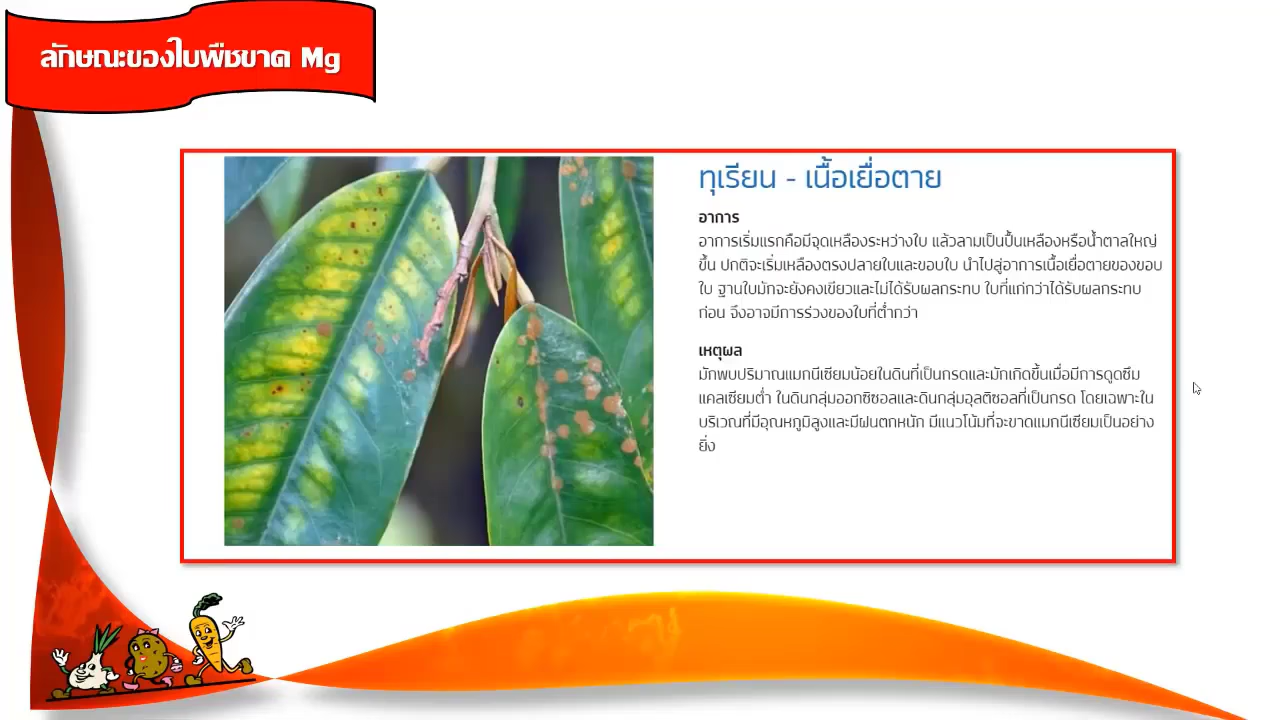 ลักษณะของใบพืชขาด Mg
ทุเรียน - เนื้อเยื่อตาย
อาการ
อาการเริ่มแรกคือมีจุดเหลืองระหว่างใบ แล้วลามเป็นปื้นเหลืองหรือน้ำตาลใหญ่
ขึ้น ปกติจะเริ่มเหลืองตรงปลายใบและขอบใบ นำไปสู่อาการเนื้อเยื่อตายของขอบ
ใบ ฐานใบมักจะยังคงเขียวและไม่ได้รับผลกระทบ ใบที่แก่กว่าได้รับผลกระทบ
ก่อน จึงอาจมีการร่วงของใบที่ต่ำกว่า
เหตุผล
มักพบปริมาณแมกนีเซียมน้อยในดินที่เป็นกรดและมักเกิดขึ้นเมื่อมีการดูดซึม
แคลเซียมต่ำ ในดินกลุ่มออกซิซอลและดินกลุ่มอุลติซอลที่เป็นกรด โดยเฉพาะใน
บริเวณที่มีอุณหภูมิสูงและมีฝนตกหนัก มีแนวโน้มที่จะขาดแมกนีเซียมเป็นอย่าง
ยิ่ง